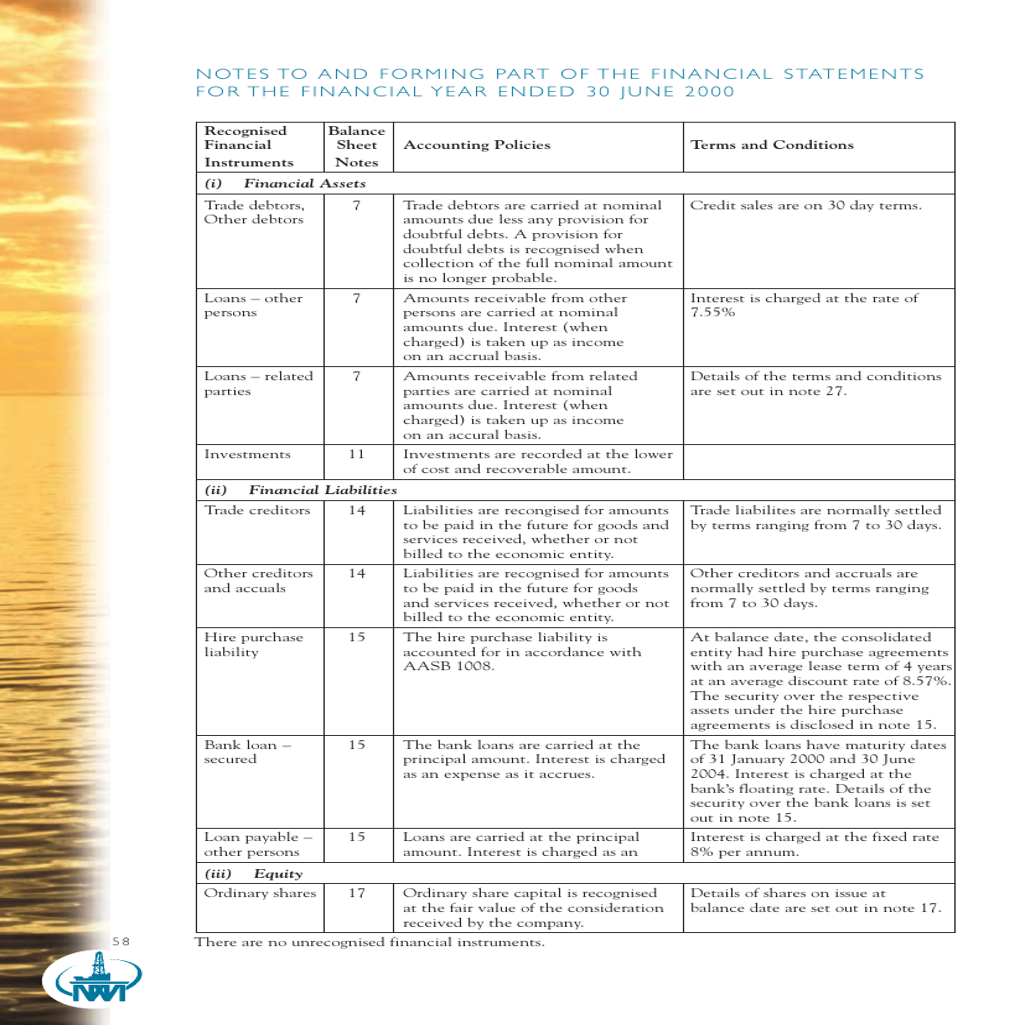 NOTES TO AND FORMING PART OF THE FINANCIAL STATEMENTS
FOR THE FINANCIAL YEAR ENDED 30 JUNE 2000
Recognised Financial Instruments
Balance Sheet Notes
Accounting Policies
Terms and Conditions
(i) Financial Assets
Trade debtors,
Other debtors
7
Trade debtors are carried at nominal
amounts due less any provision for
doubtful debts. A provision for
doubtful debts is recognised when
collection of the full nominal amount
is no longer probable.
Credit sales are on 30 day terms.
Loans – other
persons
7
Amounts receivable from other
persons are carried at nominal
amounts due. Interest (when
charged) is taken up as income
on an accrual basis.
Interest is charged at the rate of
7.55%
Loans – related
parties
7
Amounts receivable from related
parties are carried at nominal
amounts due. Interest (when
charged) is taken up as income
on an accural basis.
Details of the terms and conditions
are set out in note 27.
Investments
11
Investments are recorded at the lower
of cost and recoverable amount.
(ii) Financial Liabilities
Trade creditors
14
Liabilities are recongised for amounts
to be paid in the future for goods and
services received, whether or not
billed to the economic entity.
Trade liabilites are normally settled
by terms ranging from 7 to 30 days.
Other creditors
and accuals
14
Liabilities are recognised for amounts
to be paid in the future for goods
and services received, whether or not
billed to the economic entity.
Other creditors and accruals are
normally settled by terms ranging
from 7 to 30 days.
Hire purchase
liability
15
The hire purchase liability is
accounted for in accordance with
AASB 1008.
At balance date, the consolidated
entity had hire purchase agreements
with an average lease term of 4 years
at an average discount rate of 8.57%.
The security over the respective
assets under the hire purchase
agreements is disclosed in note 15.
Bank loan –
secured
15
The bank loans are carried at the
principal amount. Interest is charged
as an expense as it accrues.
The bank loans have maturity dates
of 31 January 2000 and 30 June
2004. Interest is charged at the
bank's floating rate. Details of the
security over the bank loans is set
out in note 15.
Loan payable –
other persons
15
Loans are carried at the principal
amount. Interest is charged as an
Interest is charged at the fixed rate
8% per annum.
(iii) Equity
Ordinary shares
17
Ordinary share capital is recognised
at the fair value of the consideration
received by the company.
Details of shares on issue at
balance date are set out in note 17.
There are no unrecognised financial instruments.
58